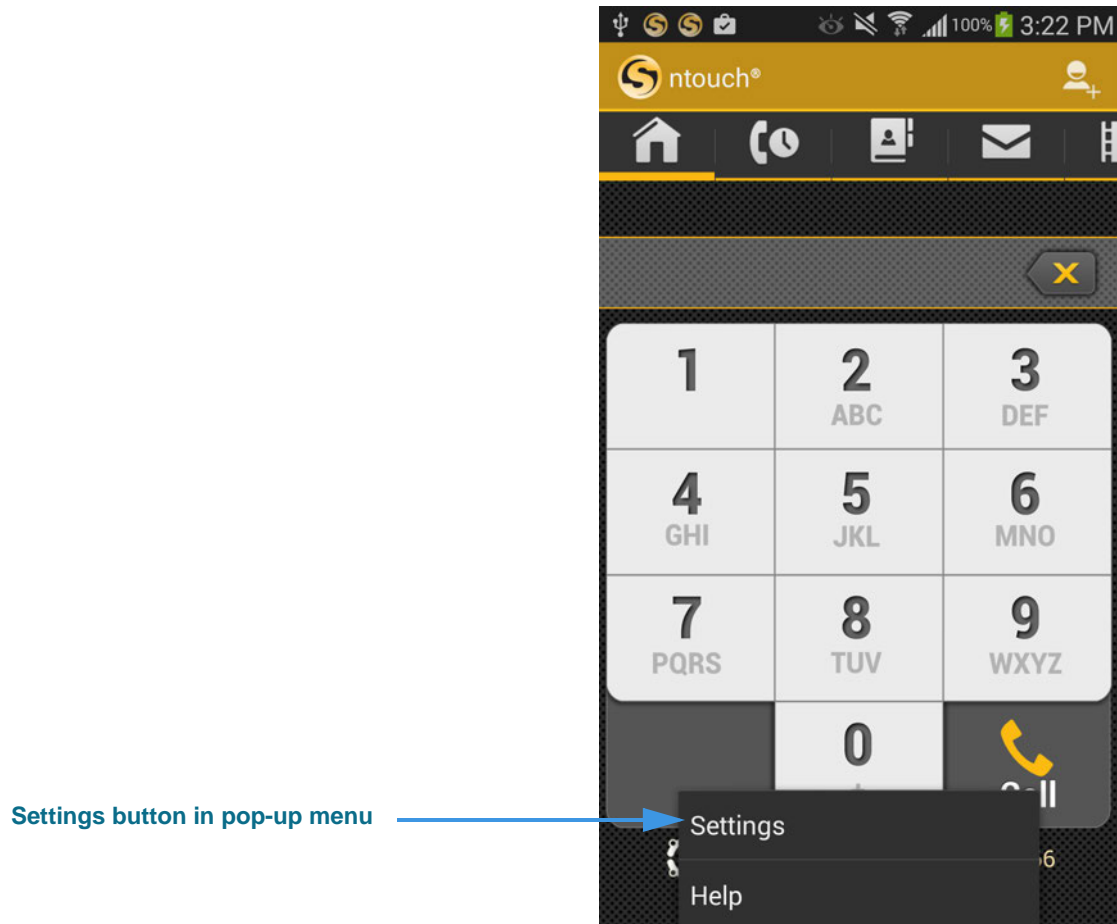 100% 3:22 PM
ntouch®
1
2
3
ABC
DEF
4
5
6
GHI
JKL
MNO
7
8
9
PQRS
TUV
WXYZ
0
Settings button in pop-up menu
Settings
6
Help